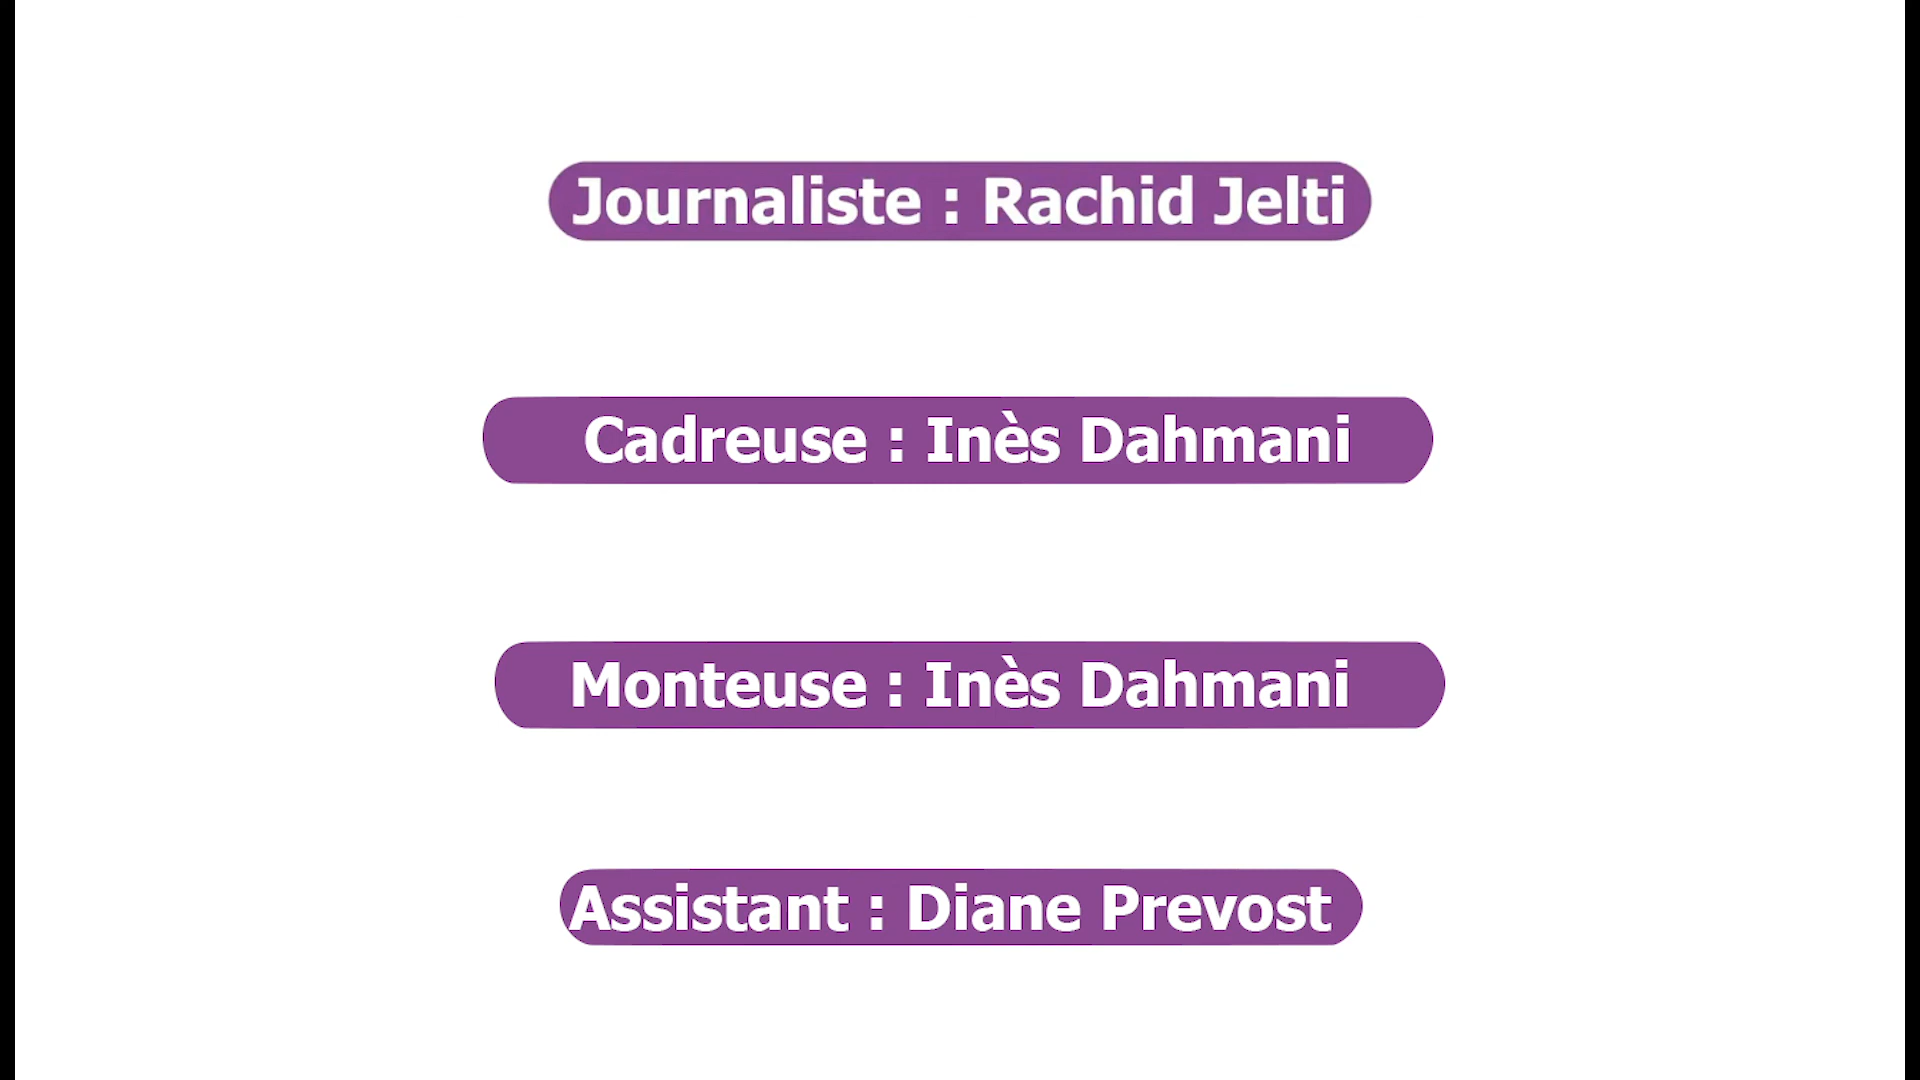 Journaliste : Rachid Jelti
Cadreuse : Inès Dahmani
Monteuse : Inès Dahmani
Assistant : Diane Prevost